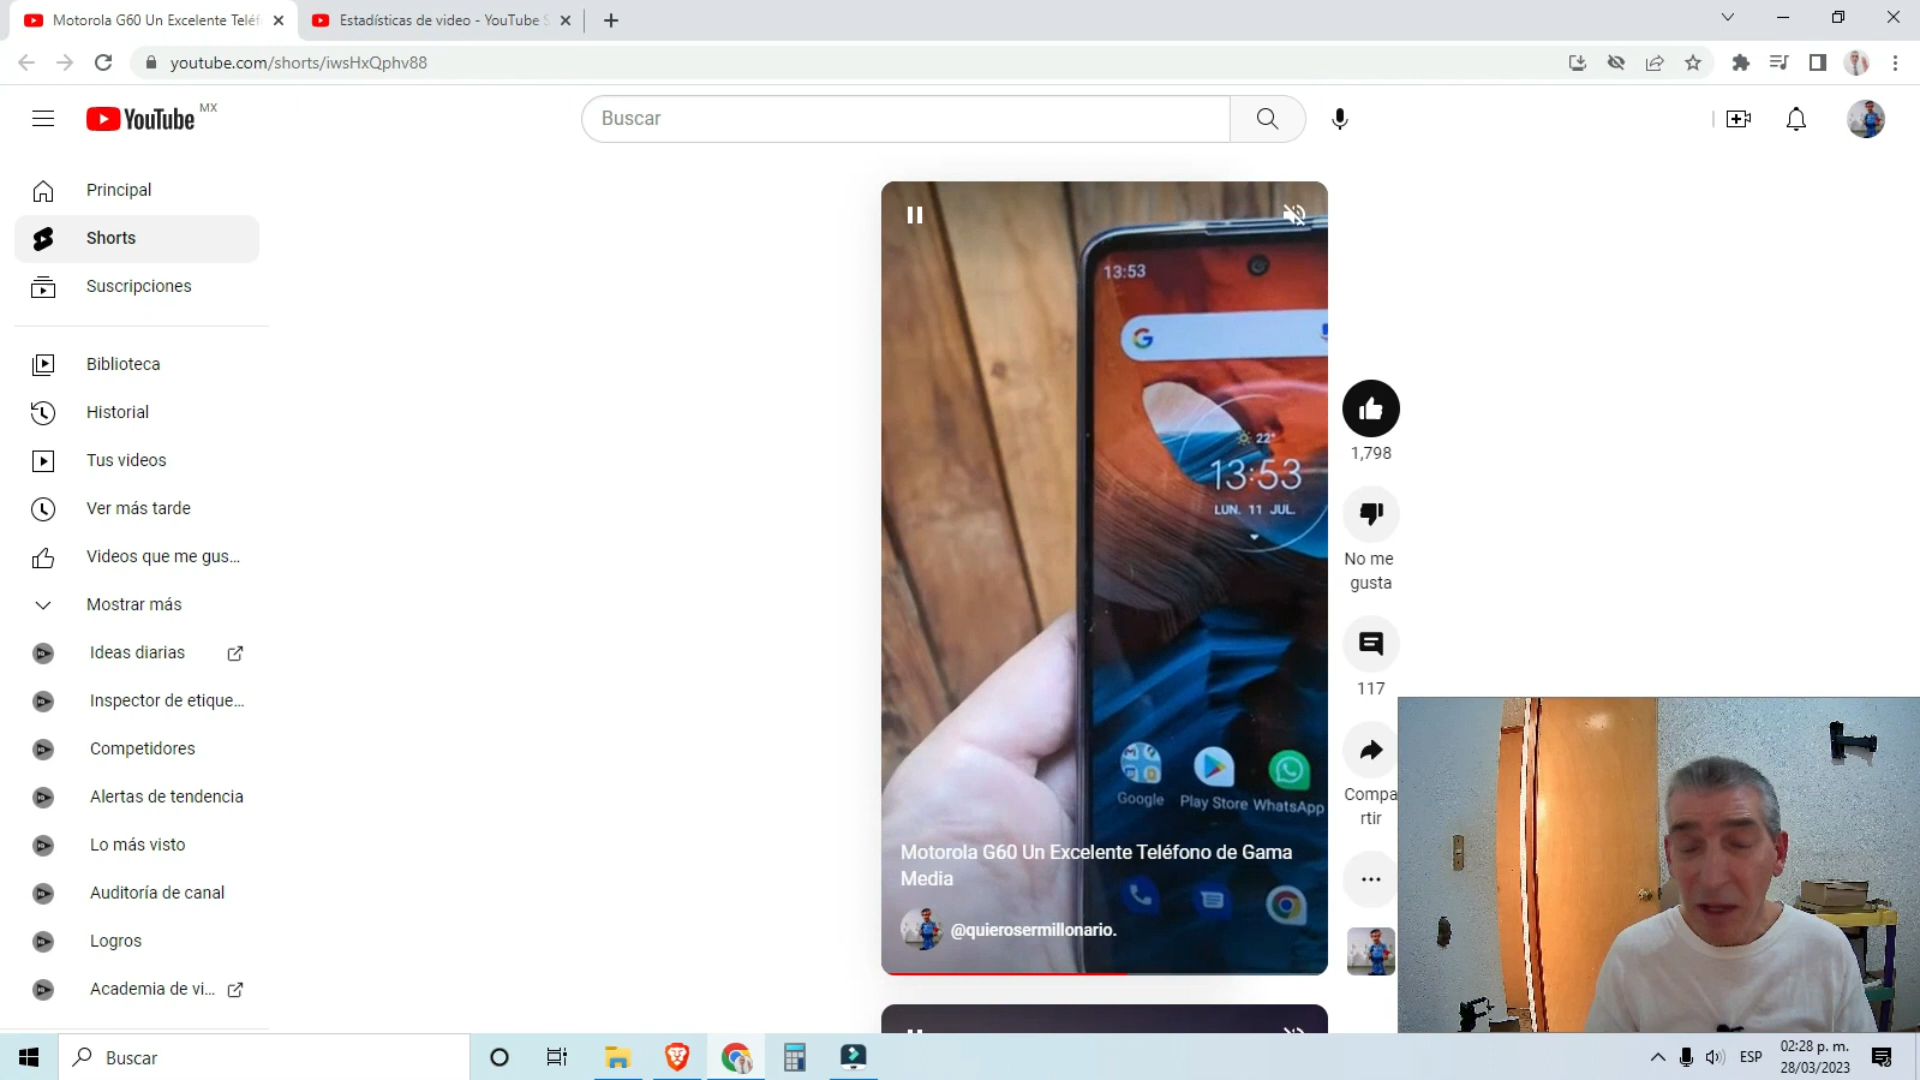 Motorola G60 Un Excelente Teléf
Estadísticas de video - YouTube S
youtube.com/shorts/iwsHxQphv88
YouTube MX
Buscar
Principal
Shorts
Suscripciones
Biblioteca
Historial
Tus videos
Ver más tarde
Videos que me gus...
Mostrar más
Ideas diarias
Inspector de etique...
Competidores
Alertas de tendencia
Lo más visto
Auditoría de canal
Logros
Academia de vi...
13:53
22°
13:53
LUN. 11 JUL.
Google Play Store WhatsApp
Motorola G60 Un Excelente Teléfono de Gama
Media
@quierosermillonario.
1,798
No me
gusta
117
Compa
rtir
Buscar
ESP
02:28 p. m.
28/03/2023